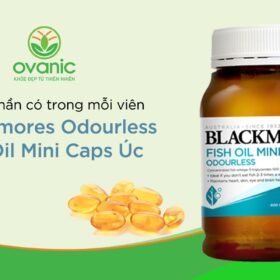 ovanic
KHỎE ĐẸP TỪ THIÊN NHIÊN
hần có trong mỗi viên
mores Odourless
Oil Mini Caps Úc
BLACKM
FISH OIL MINI
ODOURLESS